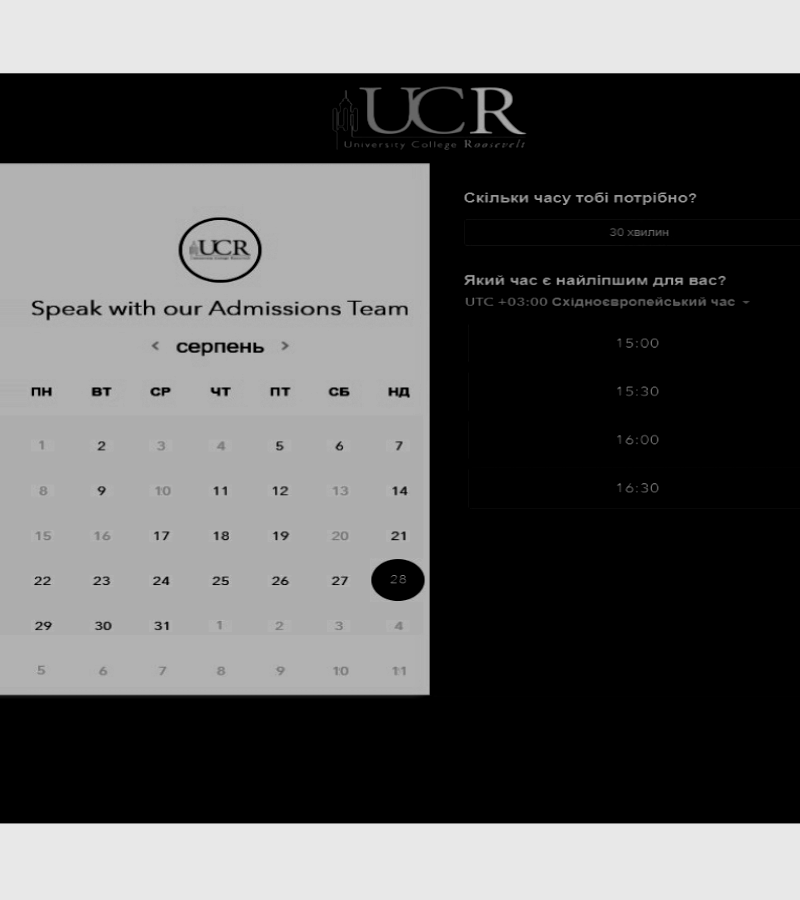 UCR
University College Roosevelt
UCR
Speak with our Admissions Team
< серпень >
ПН ВТ СР ЧТ ПТ СБ НД
1 2 3 4 5 6 7
8 9 10 11 12 13 14
15 16 17 18 19 20 21
22 23 24 25 26 27 28
29 30 31 1 2 3 4
5 6 7 8 9 10 11
Скільки часу тобі потрібно?
30 хвилин
Який час є найліпшим для вас?
UTC +03:00 Східноєвропейський час
15:00
15:30
16:00
16:30